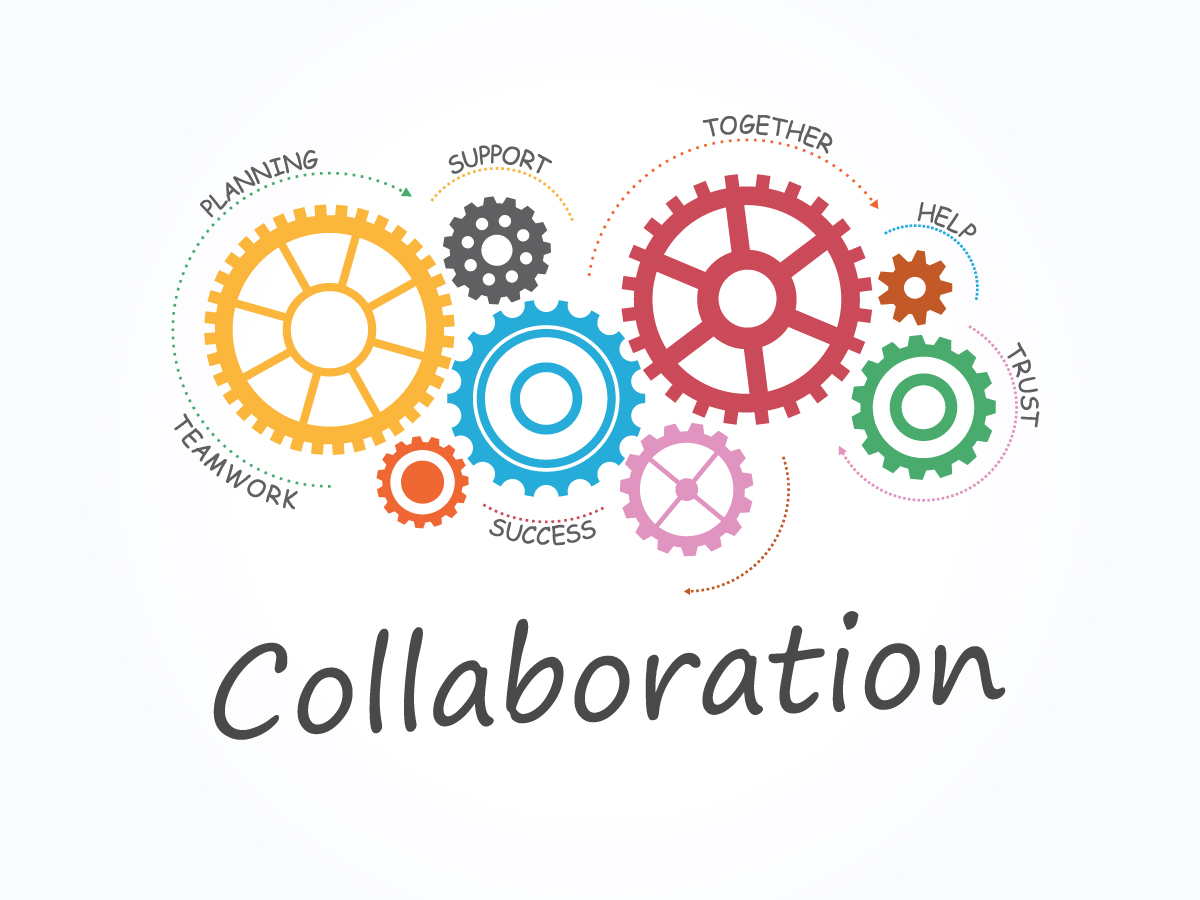 PLANNING
SUPPORT
TOGETHER
HELP
TRUST
TEAMWORK
SUCCESS
Collaboration